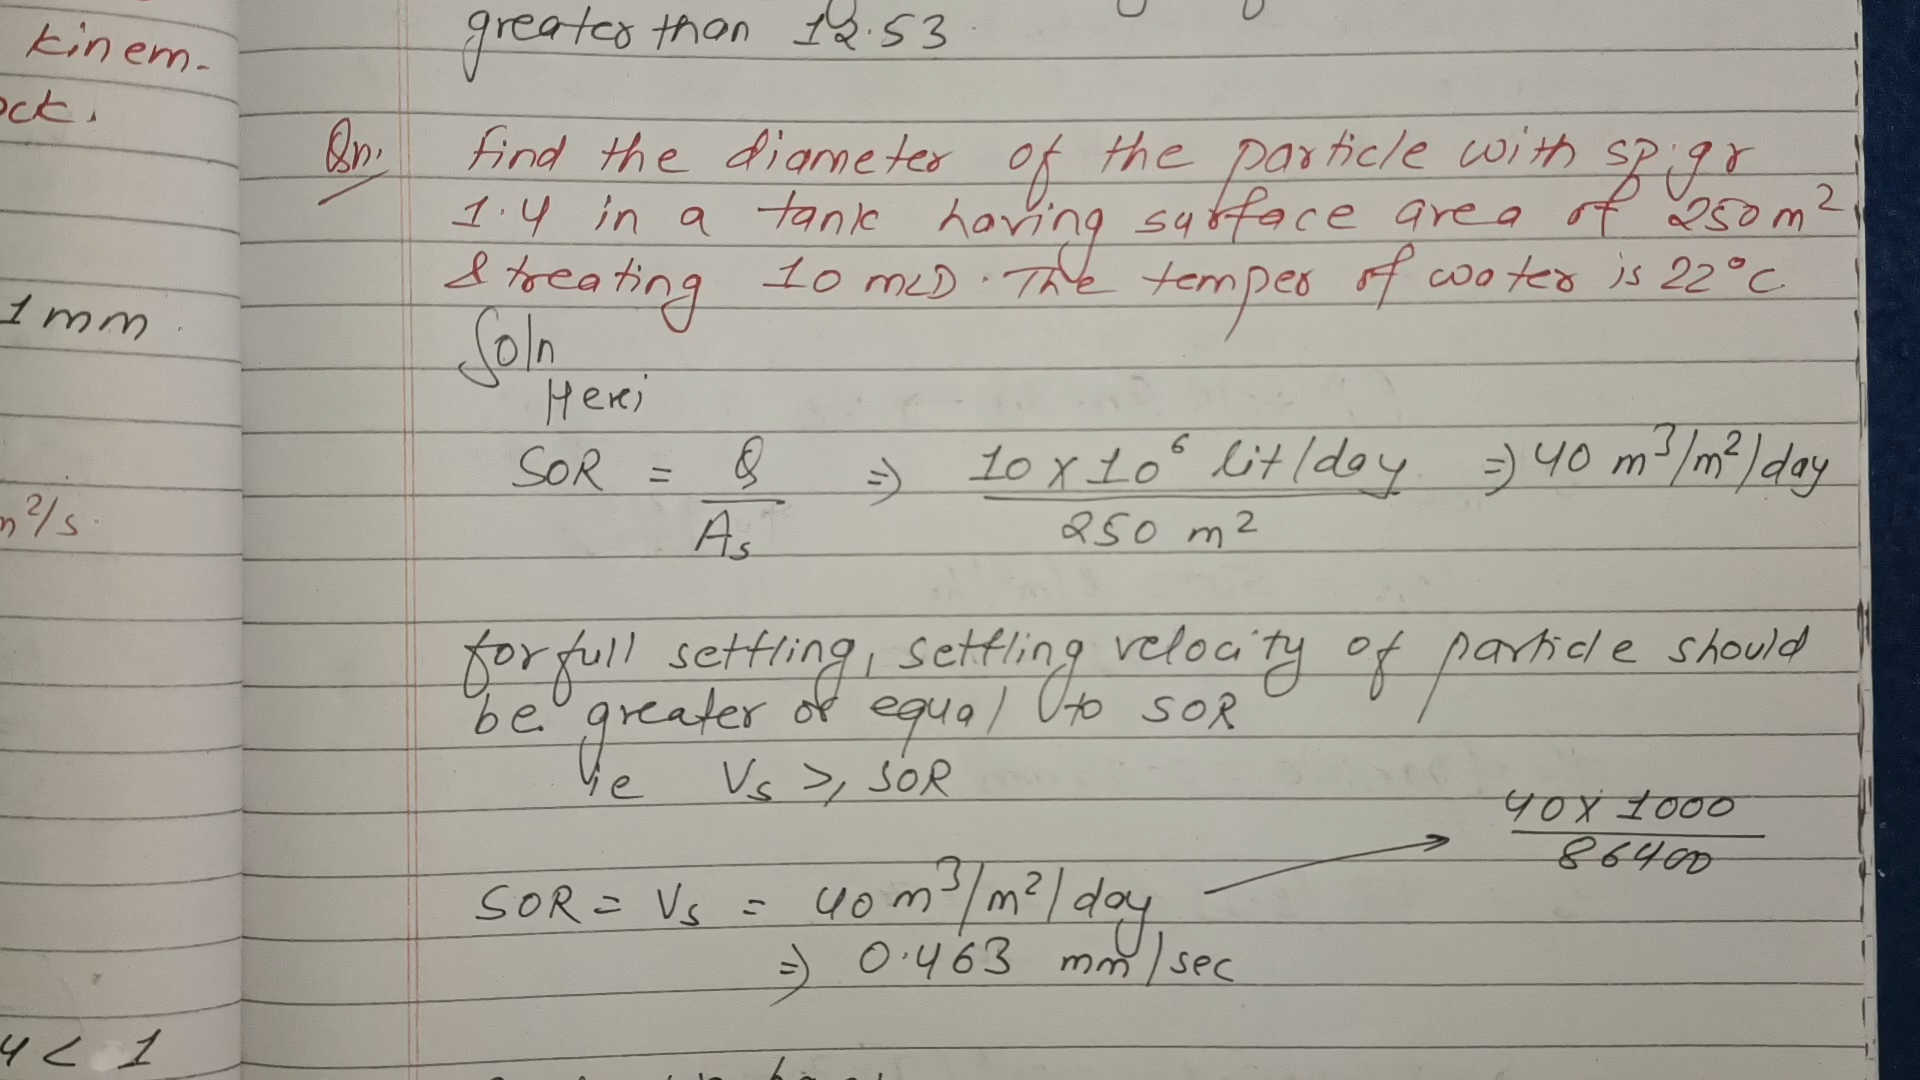 kinem-
ock.
1 mm
m²/s
4 < 1
greater than 12.53
Qn. find the diameter of the particle with sp.gr
1.4 in a tank having surface area of 250 m²
& treating 10 MLD. The temper of water is 22°C
Soln
Here;
SOR = Q / As ⇒ 10 x 10⁶ lit/day / 250 m² ⇒ 40 m³/m²/day
for full settling, settling velocity of particle should
be greater or equal to SOR
ie Vs ≥ SOR
40 x 1000 / 86400
SOR = Vs = 40 m³/m²/day →
⇒ 0.463 mm/sec